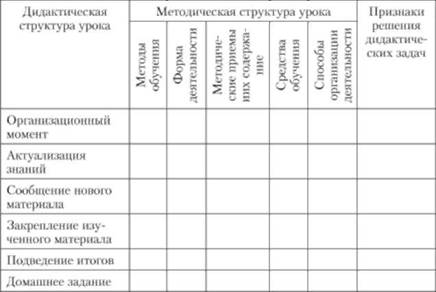 Дидактическая
структура урока
Методическая структура урока
Признаки
решения
дидакти-
ческих задач
Методы
обучения
Форма
деятельности
Методиче-
ские приемы
и их содержа-
ние
Средства
обучения
Способы
организации
деятельности
Организационный
момент
Актуализация
знаний
Сообщение нового
материала
Закрепление изу-
ченного материала
Подведение итогов
Домашнее задание